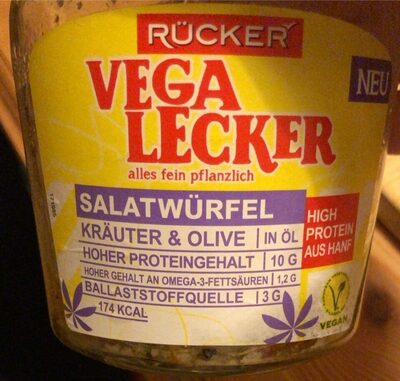 RÜCKER
VEGA
LECKER
NEU
alles fein pflanzlich
SALATWÜRFEL
KRÄUTER & OLIVE | IN ÖL
HOHER PROTEINGEHALT | 10 G
HOHER GEHALT AN OMEGA-3-FETTSÄUREN | 1,2 G
BALLASTSTOFFQUELLE | 3 G
174 KCAL
HIGH
PROTEIN
AUS HANF
VEGAN